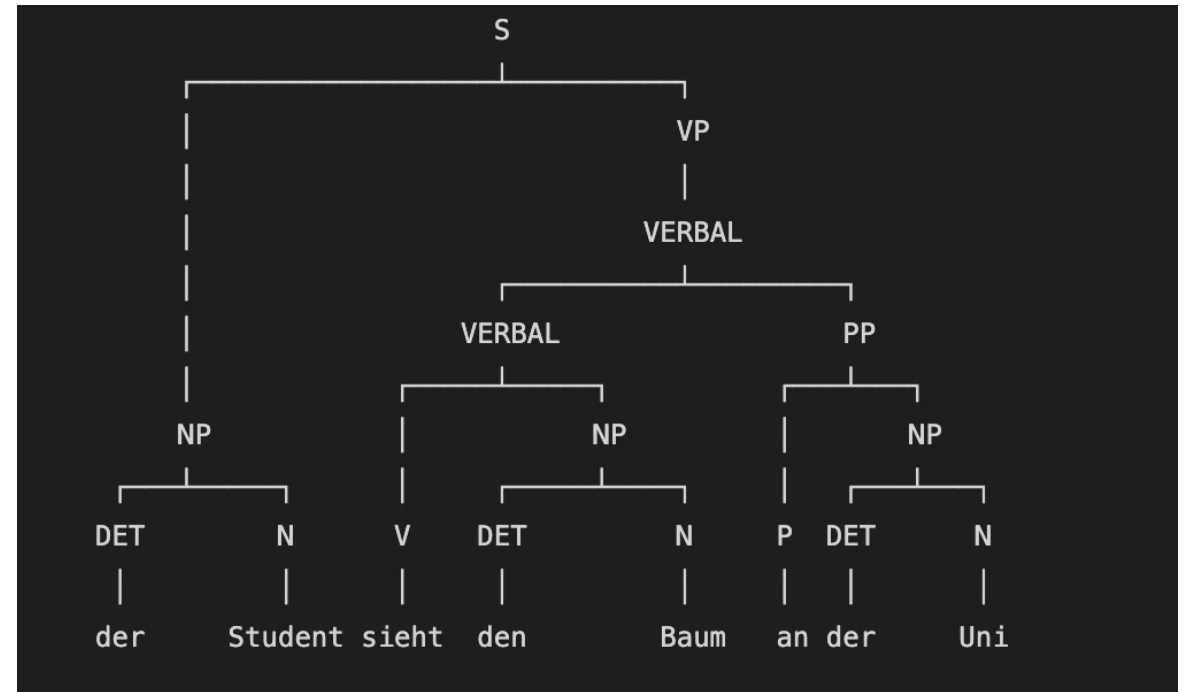 S
VP
VERBAL
VERBAL PP
NP NP NP
DET N V DET N P DET N
der Student sieht den Baum an der Uni